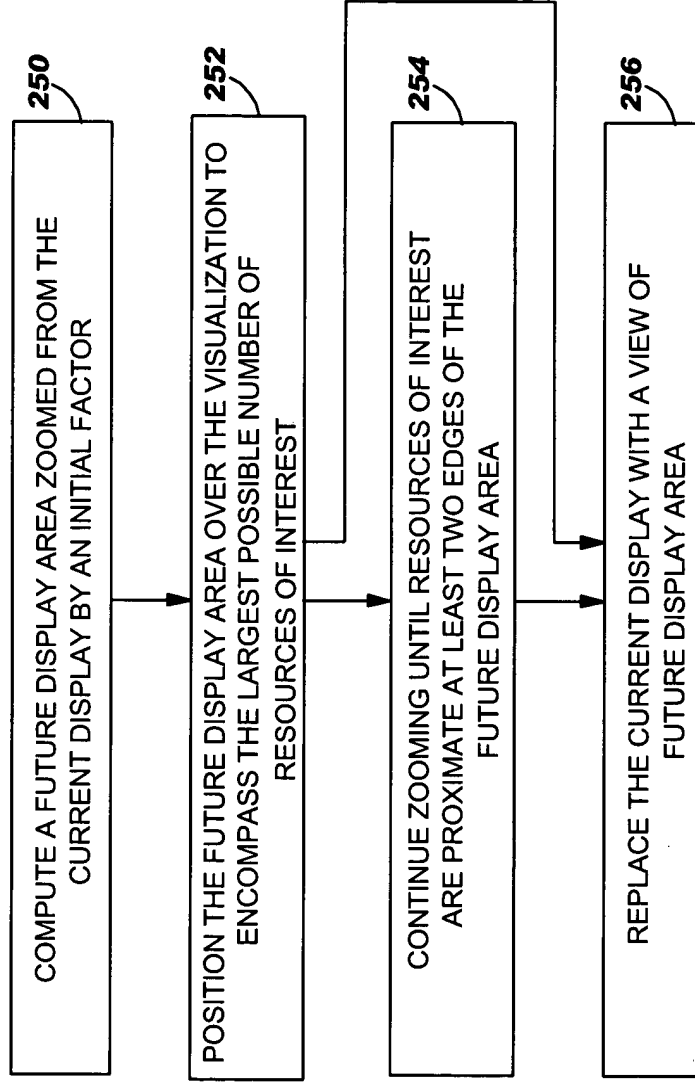 250
COMPUTE A FUTURE DISPLAY AREA ZOOMED FROM THE
CURRENT DISPLAY BY AN INITIAL FACTOR
252
POSITION THE FUTURE DISPLAY AREA OVER THE VISUALIZATION TO
ENCOMPASS THE LARGEST POSSIBLE NUMBER OF
RESOURCES OF INTEREST
254
CONTINUE ZOOMING UNTIL RESOURCES OF INTEREST
ARE PROXIMATE AT LEAST TWO EDGES OF THE
FUTURE DISPLAY AREA
256
REPLACE THE CURRENT DISPLAY WITH A VIEW OF
FUTURE DISPLAY AREA